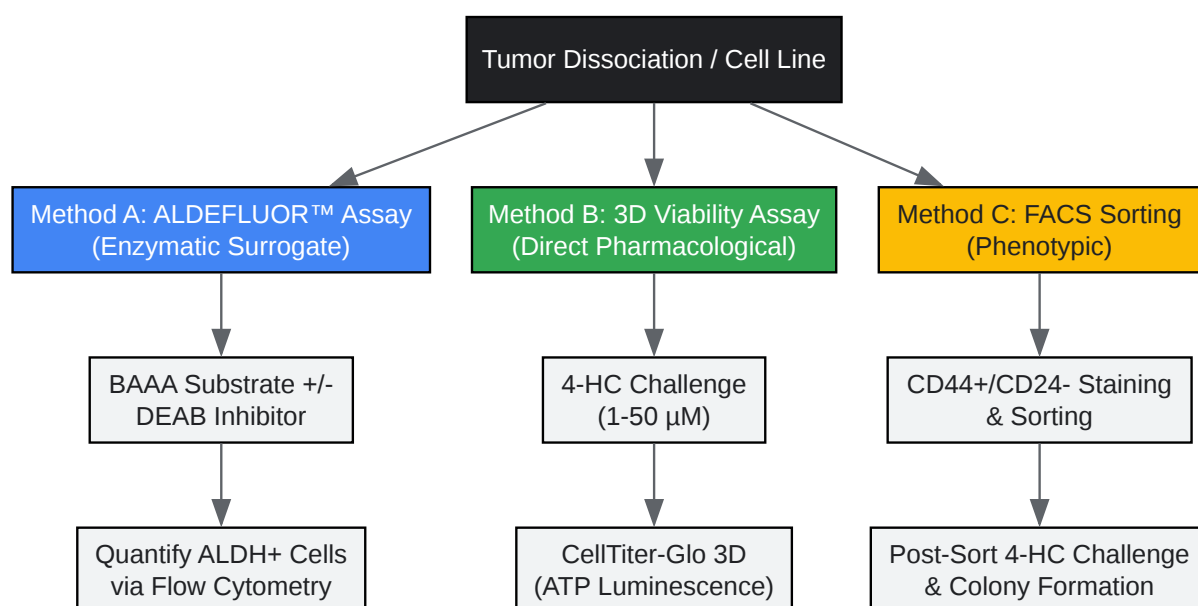 Tumor Dissociation / Cell Line
Method A: ALDEFLUOR™ Assay
(Enzymatic Surrogate)
Method B: 3D Viability Assay
(Direct Pharmacological)
Method C: FACS Sorting
(Phenotypic)
BAAA Substrate +/-
DEAB Inhibitor
4-HC Challenge
(1-50 µM)
CD44+/CD24- Staining
& Sorting
Quantify ALDH+ Cells
via Flow Cytometry
CellTiter-Glo 3D
(ATP Luminescence)
Post-Sort 4-HC Challenge
& Colony Formation